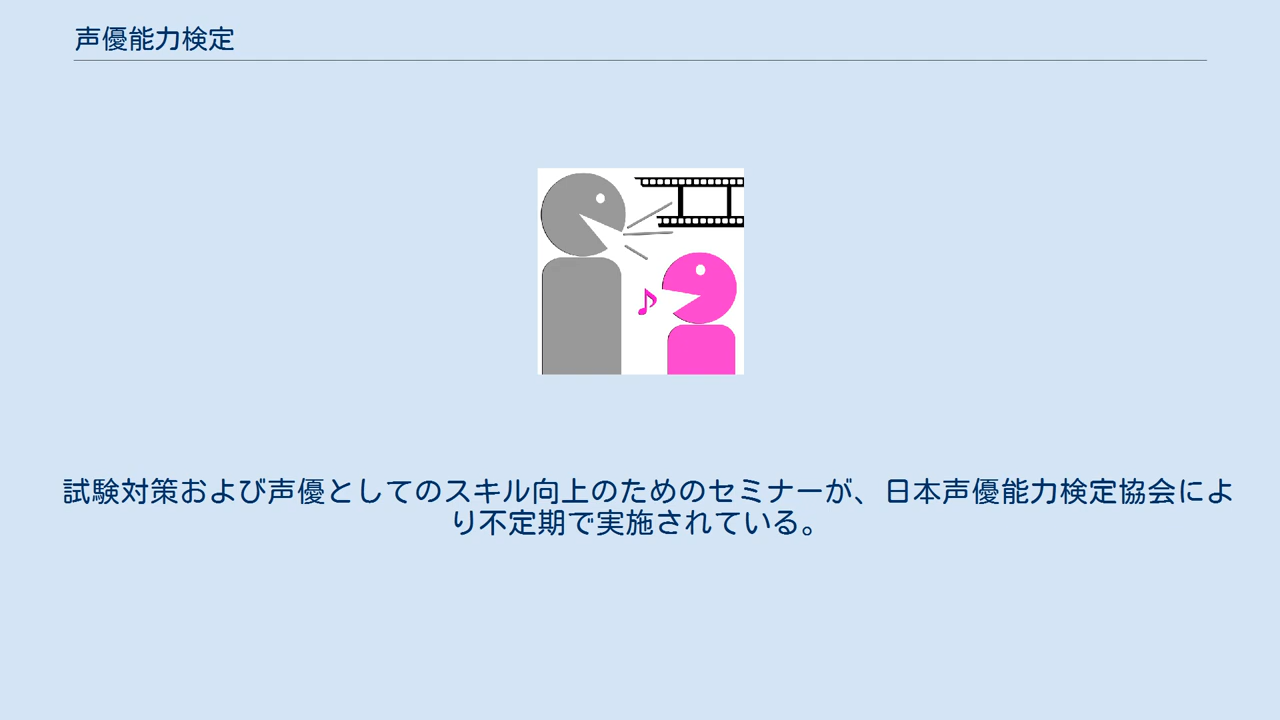 声優能力検定
試験対策および声優としてのスキル向上のためのセミナーが、日本声優能力検定協会によ
り不定期で実施されている。